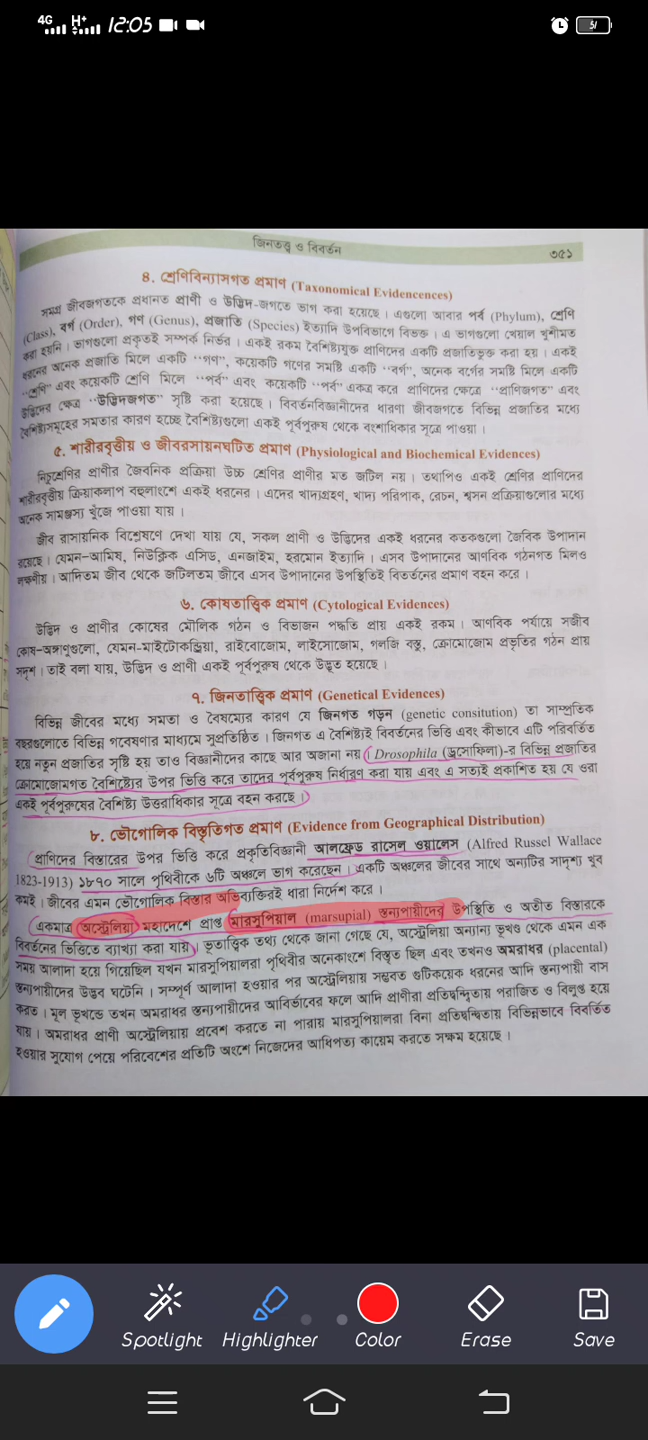 4G H+ 12:05 51
জিনতত্ত্ব ও বিবর্তন ৩৫১
৪. শ্রেণিবিন্যাসগত প্রমাণ (Taxonomical Evidencences)
সমগ্র জীবজগতকে প্রধানত প্রাণী ও উদ্ভিদ-জগতে ভাগ করা হয়েছে। এগুলো আবার পর্ব (Phylum), শ্রেণি
(Class), বর্গ (Order), গণ (Genus), প্রজাতি (Species) ইত্যাদি উপবিভাগে বিভক্ত। এ ভাগগুলো খেয়াল খুশীমত
করা হয়নি। ভাগগুলো প্রকৃতই সম্পর্ক নির্ভর। একই রকম বৈশিষ্ট্যযুক্ত প্রাণিদের একটি প্রজাতিভুক্ত করা হয়। একই
ধরনের অনেক প্রজাতি মিলে একটি “গণ”, কয়েকটি গণের সমষ্টি একটি “বর্গ”, অনেক বর্গের সমষ্টি মিলে একটি
“শ্রেণি” এবং কয়েকটি শ্রেণি মিলে “পর্ব” এবং কয়েকটি “পর্ব” একত্র করে প্রাণিদের ক্ষেত্রে “প্রাণিজগত” এবং
উদ্ভিদের ক্ষেত্র “উদ্ভিদজগত” সৃষ্টি করা হয়েছে। বিবর্তনবিজ্ঞানীদের ধারণা জীবজগতে বিভিন্ন প্রজাতির মধ্যে
বৈশিষ্ট্যসমূহের সমতার কারণ হচ্ছে বৈশিষ্ট্যগুলো একই পূর্বপুরুষ থেকে বংশাধিকার সূত্রে পাওয়া।
৫. শারীরবৃত্তীয় ও জীবরসায়নঘটিত প্রমাণ (Physiological and Biochemical Evidences)
নিচুশ্রেণির প্রাণীর জৈবনিক প্রক্রিয়া উচ্চ শ্রেণির প্রাণীর মত জটিল নয়। তথাপিও একই শ্রেণির প্রাণিদের
শারীরবৃত্তীয় ক্রিয়াকলাপ বহুলাংশে একই ধরনের। এদের খাদ্যগ্রহণ, খাদ্য পরিপাক, রেচন, শ্বসন প্রক্রিয়াগুলোর মধ্যে
অনেক সামঞ্জস্য খুঁজে পাওয়া যায়।
জীব রাসায়নিক বিশ্লেষণে দেখা যায় যে, সকল প্রাণী ও উদ্ভিদের একই ধরনের কতকগুলো জৈবিক উপাদান
রয়েছে। যেমন-আমিষ, নিউক্লিক এসিড, এনজাইম, হরমোন ইত্যাদি। এসব উপাদানের আণবিক গঠনগত মিলও
লক্ষণীয়। আদিতম জীব থেকে জটিলতম জীবে এসব উপাদানের উপস্থিতিই বিবর্তনের প্রমাণ বহন করে।
৬. কোষতাত্ত্বিক প্রমাণ (Cytological Evidences)
উদ্ভিদ ও প্রাণীর কোষের মৌলিক গঠন ও বিভাজন পদ্ধতি প্রায় একই রকম। আণবিক পর্যায়ে সজীব
কোষ-অঙ্গাণুগুলো, যেমন-মাইটোকন্ড্রিয়া, রাইবোজোম, লাইসোজোম, গলজি বস্তু, ক্রোমোজোম প্রভৃতির গঠন প্রায়
সদৃশ। তাই বলা যায়, উদ্ভিদ ও প্রাণী একই পূর্বপুরুষ থেকে উদ্ভূত হয়েছে।
৭. জিনতাত্ত্বিক প্রমাণ (Genetical Evidences)
বিভিন্ন জীবের মধ্যে সমতা ও বৈষম্যের কারণ যে জিনগত গড়ন (genetic consitution) তা সাম্প্রতিক
বছরগুলোতে বিভিন্ন গবেষণার মাধ্যমে সুপ্রতিষ্ঠিত। জিনগত এ বৈশিষ্ট্যই বিবর্তনের ভিত্তি এবং কীভাবে এটি পরিবর্তিত
হয়ে নতুন প্রজাতির সৃষ্টি হয় তাও বিজ্ঞানীদের কাছে আর অজানা নয়। Drosophila (ড্রসোফিলা)-র বিভিন্ন প্রজাতির
ক্রোমোজোমগত বৈশিষ্ট্যের উপর ভিত্তি করে তাদের পূর্বপুরুষ নির্ধারণ করা যায় এবং এ সত্যই প্রকাশিত হয় যে ওরা
একই পূর্বপুরুষের বৈশিষ্ট্য উত্তরাধিকার সূত্রে বহন করছে।
৮. ভৌগোলিক বিস্তৃতিগত প্রমাণ (Evidence from Geographical Distribution)
প্রাণিদের বিস্তারের উপর ভিত্তি করে প্রকৃতিবিজ্ঞানী আলফ্রেড রাসেল ওয়ালেস (Alfred Russel Wallace
1823-1913) ১৮৭০ সালে পৃথিবীকে ৬টি অঞ্চলে ভাগ করেছেন। একটি অঞ্চলের জীবের সাথে অন্যটির সাদৃশ্য খুব
কমই। জীবের এমন ভৌগোলিক বিস্তার অভিব্যক্তিরই ধারা নির্দেশ করে।
একমাত্র অস্ট্রেলিয়া মহাদেশে প্রাপ্ত মারসুপিয়াল (marsupial) স্তন্যপায়ীদের উপস্থিতি ও অতীত বিস্তারকে
বিবর্তনের ভিত্তিতে ব্যাখ্যা করা যায়। ভূতাত্ত্বিক তথ্য থেকে জানা গেছে যে, অস্ট্রেলিয়া অন্যান্য ভূখণ্ড থেকে এমন এক
সময় আলাদা হয়ে গিয়েছিল যখন মারসুপিয়ালরা পৃথিবীর অনেকাংশে বিস্তৃত ছিল এবং তখনও অমরাধর (placental)
স্তন্যপায়ীদের উদ্ভব ঘটেনি। সম্পূর্ণ আলাদা হওয়ার পর অস্ট্রেলিয়ায় সম্ভবত গুটিকয়েক ধরনের আদি স্তন্যপায়ী বাস
করত। মূল ভূখন্ডে তখন অমরাধর স্তন্যপায়ীদের আবির্ভাবের ফলে আদি প্রাণীরা প্রতিদ্বন্দ্বিতায় পরাজিত ও বিলুপ্ত হয়ে
যায়। অমরাধর প্রাণী অস্ট্রেলিয়ায় প্রবেশ করতে না পারায় মারসুপিয়ালরা বিনা প্রতিদ্বন্দ্বিতায় বিভিন্নভাবে বিবর্তিত
হওয়ার সুযোগ পেয়ে পরিবেশের প্রতিটি অংশে নিজেদের আধিপত্য কায়েম করতে সক্ষম হয়েছে।
Spotlight Highlighter Color Erase Save